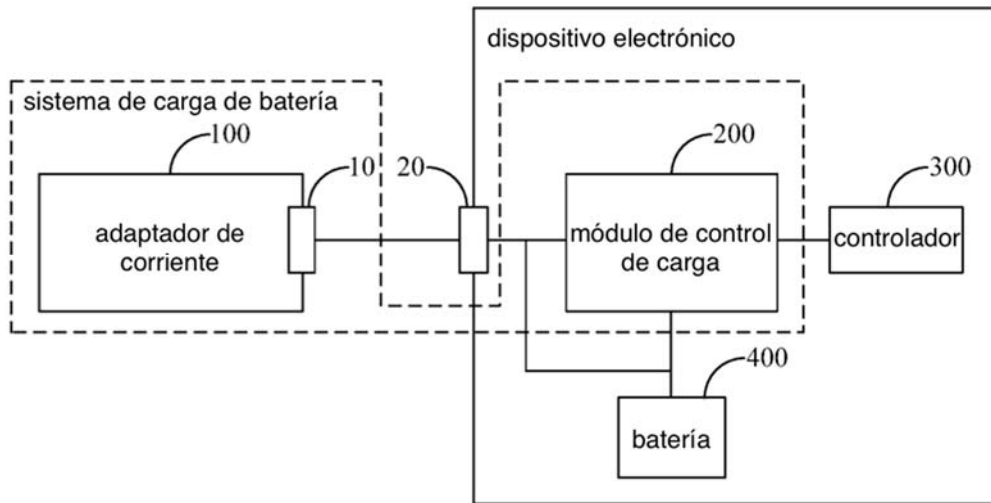 dispositivo electrónico
sistema de carga de batería
100
10
20
200
300
adaptador de
corriente
módulo de control
de carga
controlador
400
batería